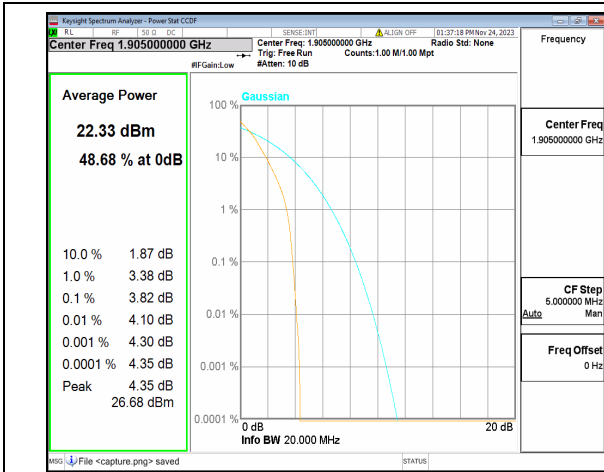 Keysight Spectrum Analyzer - Power Stat CCDF
RL RF 50 Ω DC SENSE:INT ALIGN OFF 01:37:18 PM Nov 24, 2023
Center Freq 1.905000000 GHz
Center Freq: 1.905000000 GHz Radio Std: None
Trig: Free Run Counts:1.00 M/1.00 Mpt
#IFGain:Low #Atten: 10 dB
Frequency
Average Power
22.33 dBm
48.68 % at 0dB
10.0 % 1.87 dB
1.0 % 3.38 dB
0.1 % 3.82 dB
0.01 % 4.10 dB
0.001 % 4.30 dB
0.0001 % 4.35 dB
Peak 4.35 dB
26.68 dBm
Gaussian
100 %
10 %
1 %
0.1 %
0.01 %
0.001 %
0.0001 %
0 dB 20 dB
Info BW 20.000 MHz
Center Freq
1.905000000 GHz
CF Step
5.000000 MHz
Auto Man
Freq Offset
0 Hz
MSG File <capture.png> saved STATUS